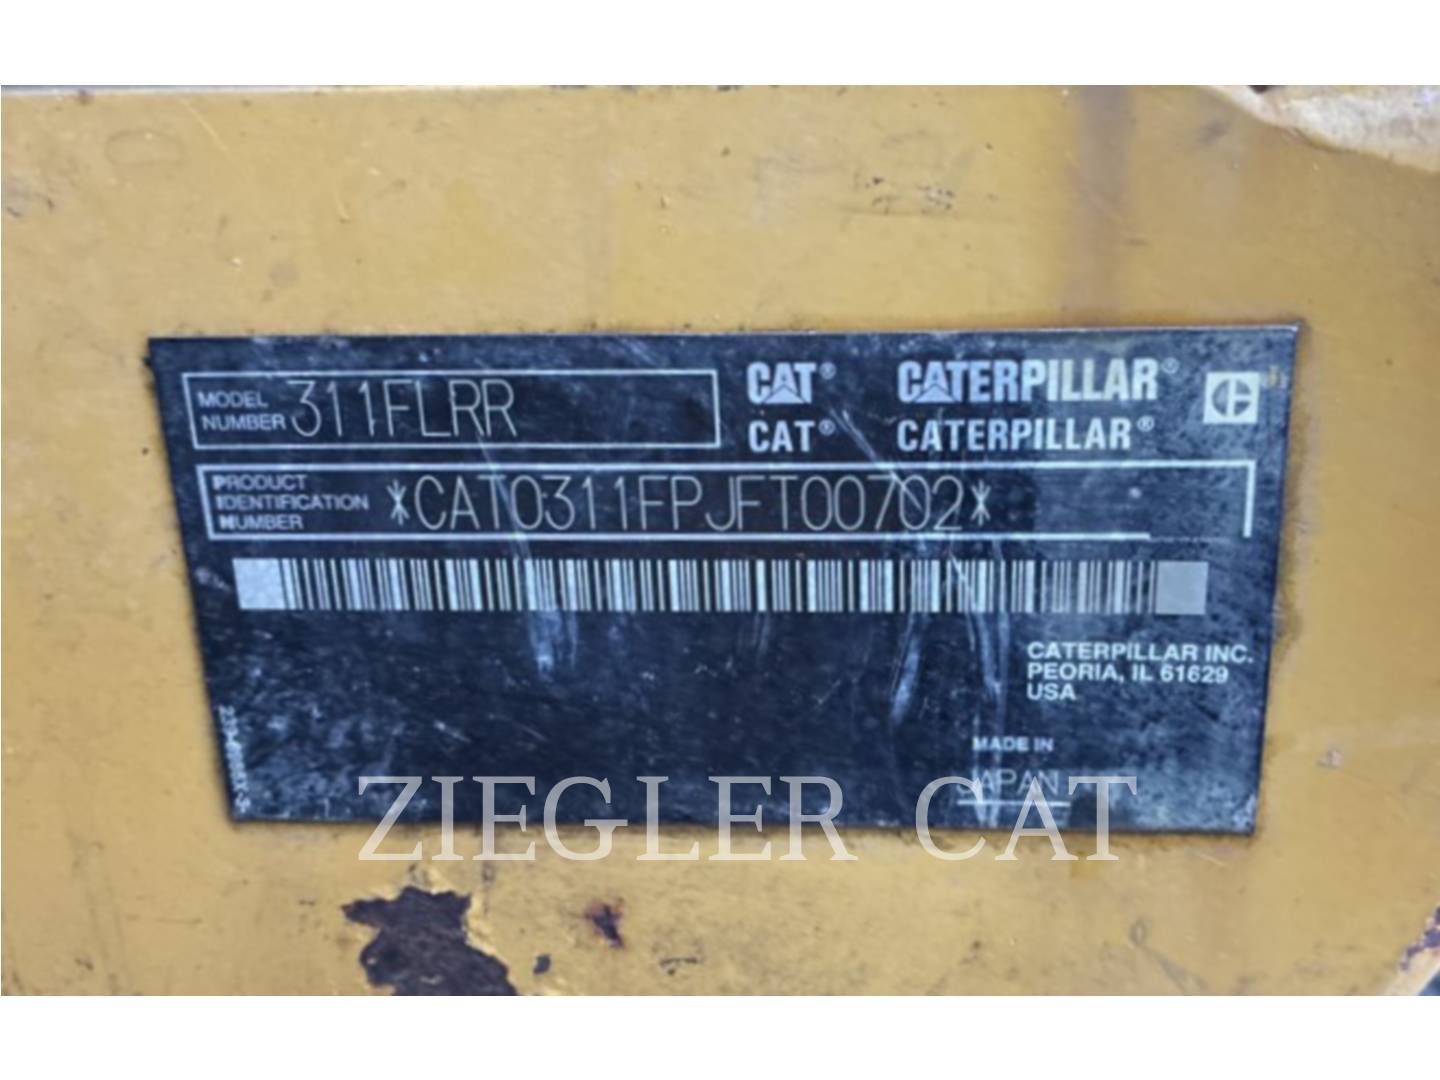 MODEL NUMBER 311FLRR
CAT® CATERPILLAR®
CAT® CATERPILLAR®
PRODUCT IDENTIFICATION NUMBER *CAT0311FPJFT00702*
CATERPILLAR INC.
PEORIA, IL 61629
USA
MADE IN
JAPAN
ZIEGLER CAT